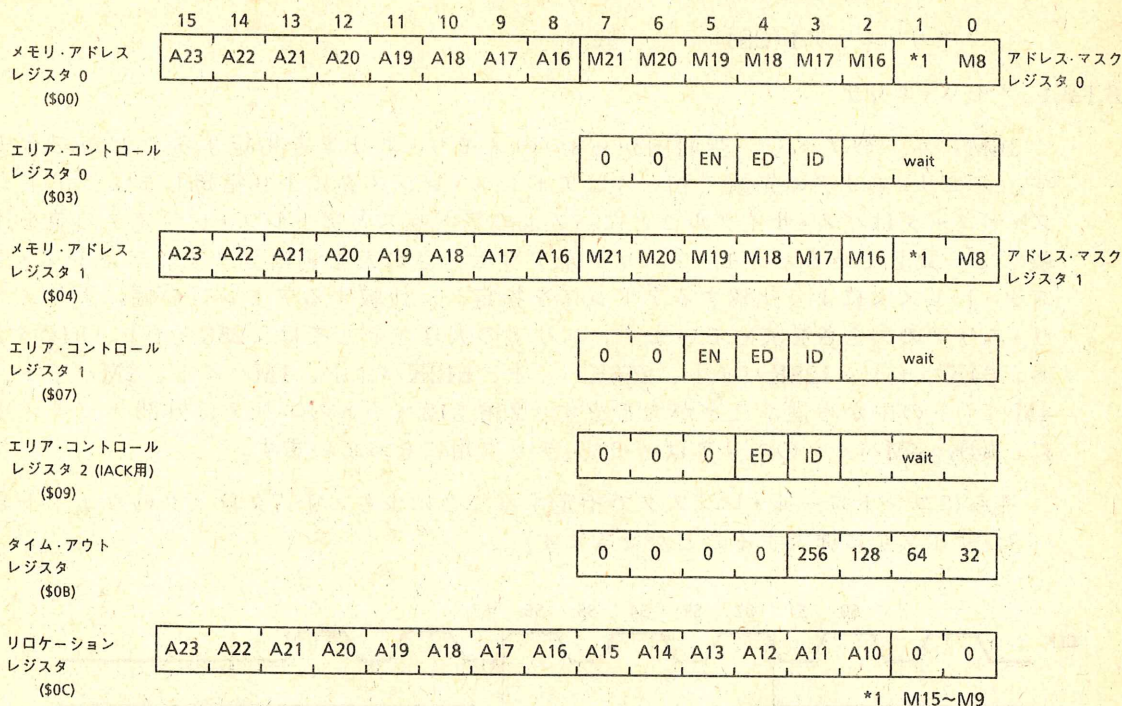 15 14 13 12 11 10 9 8 7 6 5 4 3 2 1 0
メモリ・アドレス
レジスタ 0
($00)
A23 A22 A21 A20 A19 A18 A17 A16 M21 M20 M19 M18 M17 M16 *1 M8
アドレス・マスク
レジスタ 0
エリア・コントロール
レジスタ 0
($03)
0 0 EN ED ID wait
メモリ・アドレス
レジスタ 1
($04)
A23 A22 A21 A20 A19 A18 A17 A16 M21 M20 M19 M18 M17 M16 *1 M8
アドレス・マスク
レジスタ 1
エリア・コントロール
レジスタ 1
($07)
0 0 EN ED ID wait
エリア・コントロール
レジスタ 2 (IACK用)
($09)
0 0 0 ED ID wait
タイム・アウト
レジスタ
($0B)
0 0 0 0 256 128 64 32
リロケーション
レジスタ
($0C)
A23 A22 A21 A20 A19 A18 A17 A16 A15 A14 A13 A12 A11 A10 0 0
*1 M15~M9